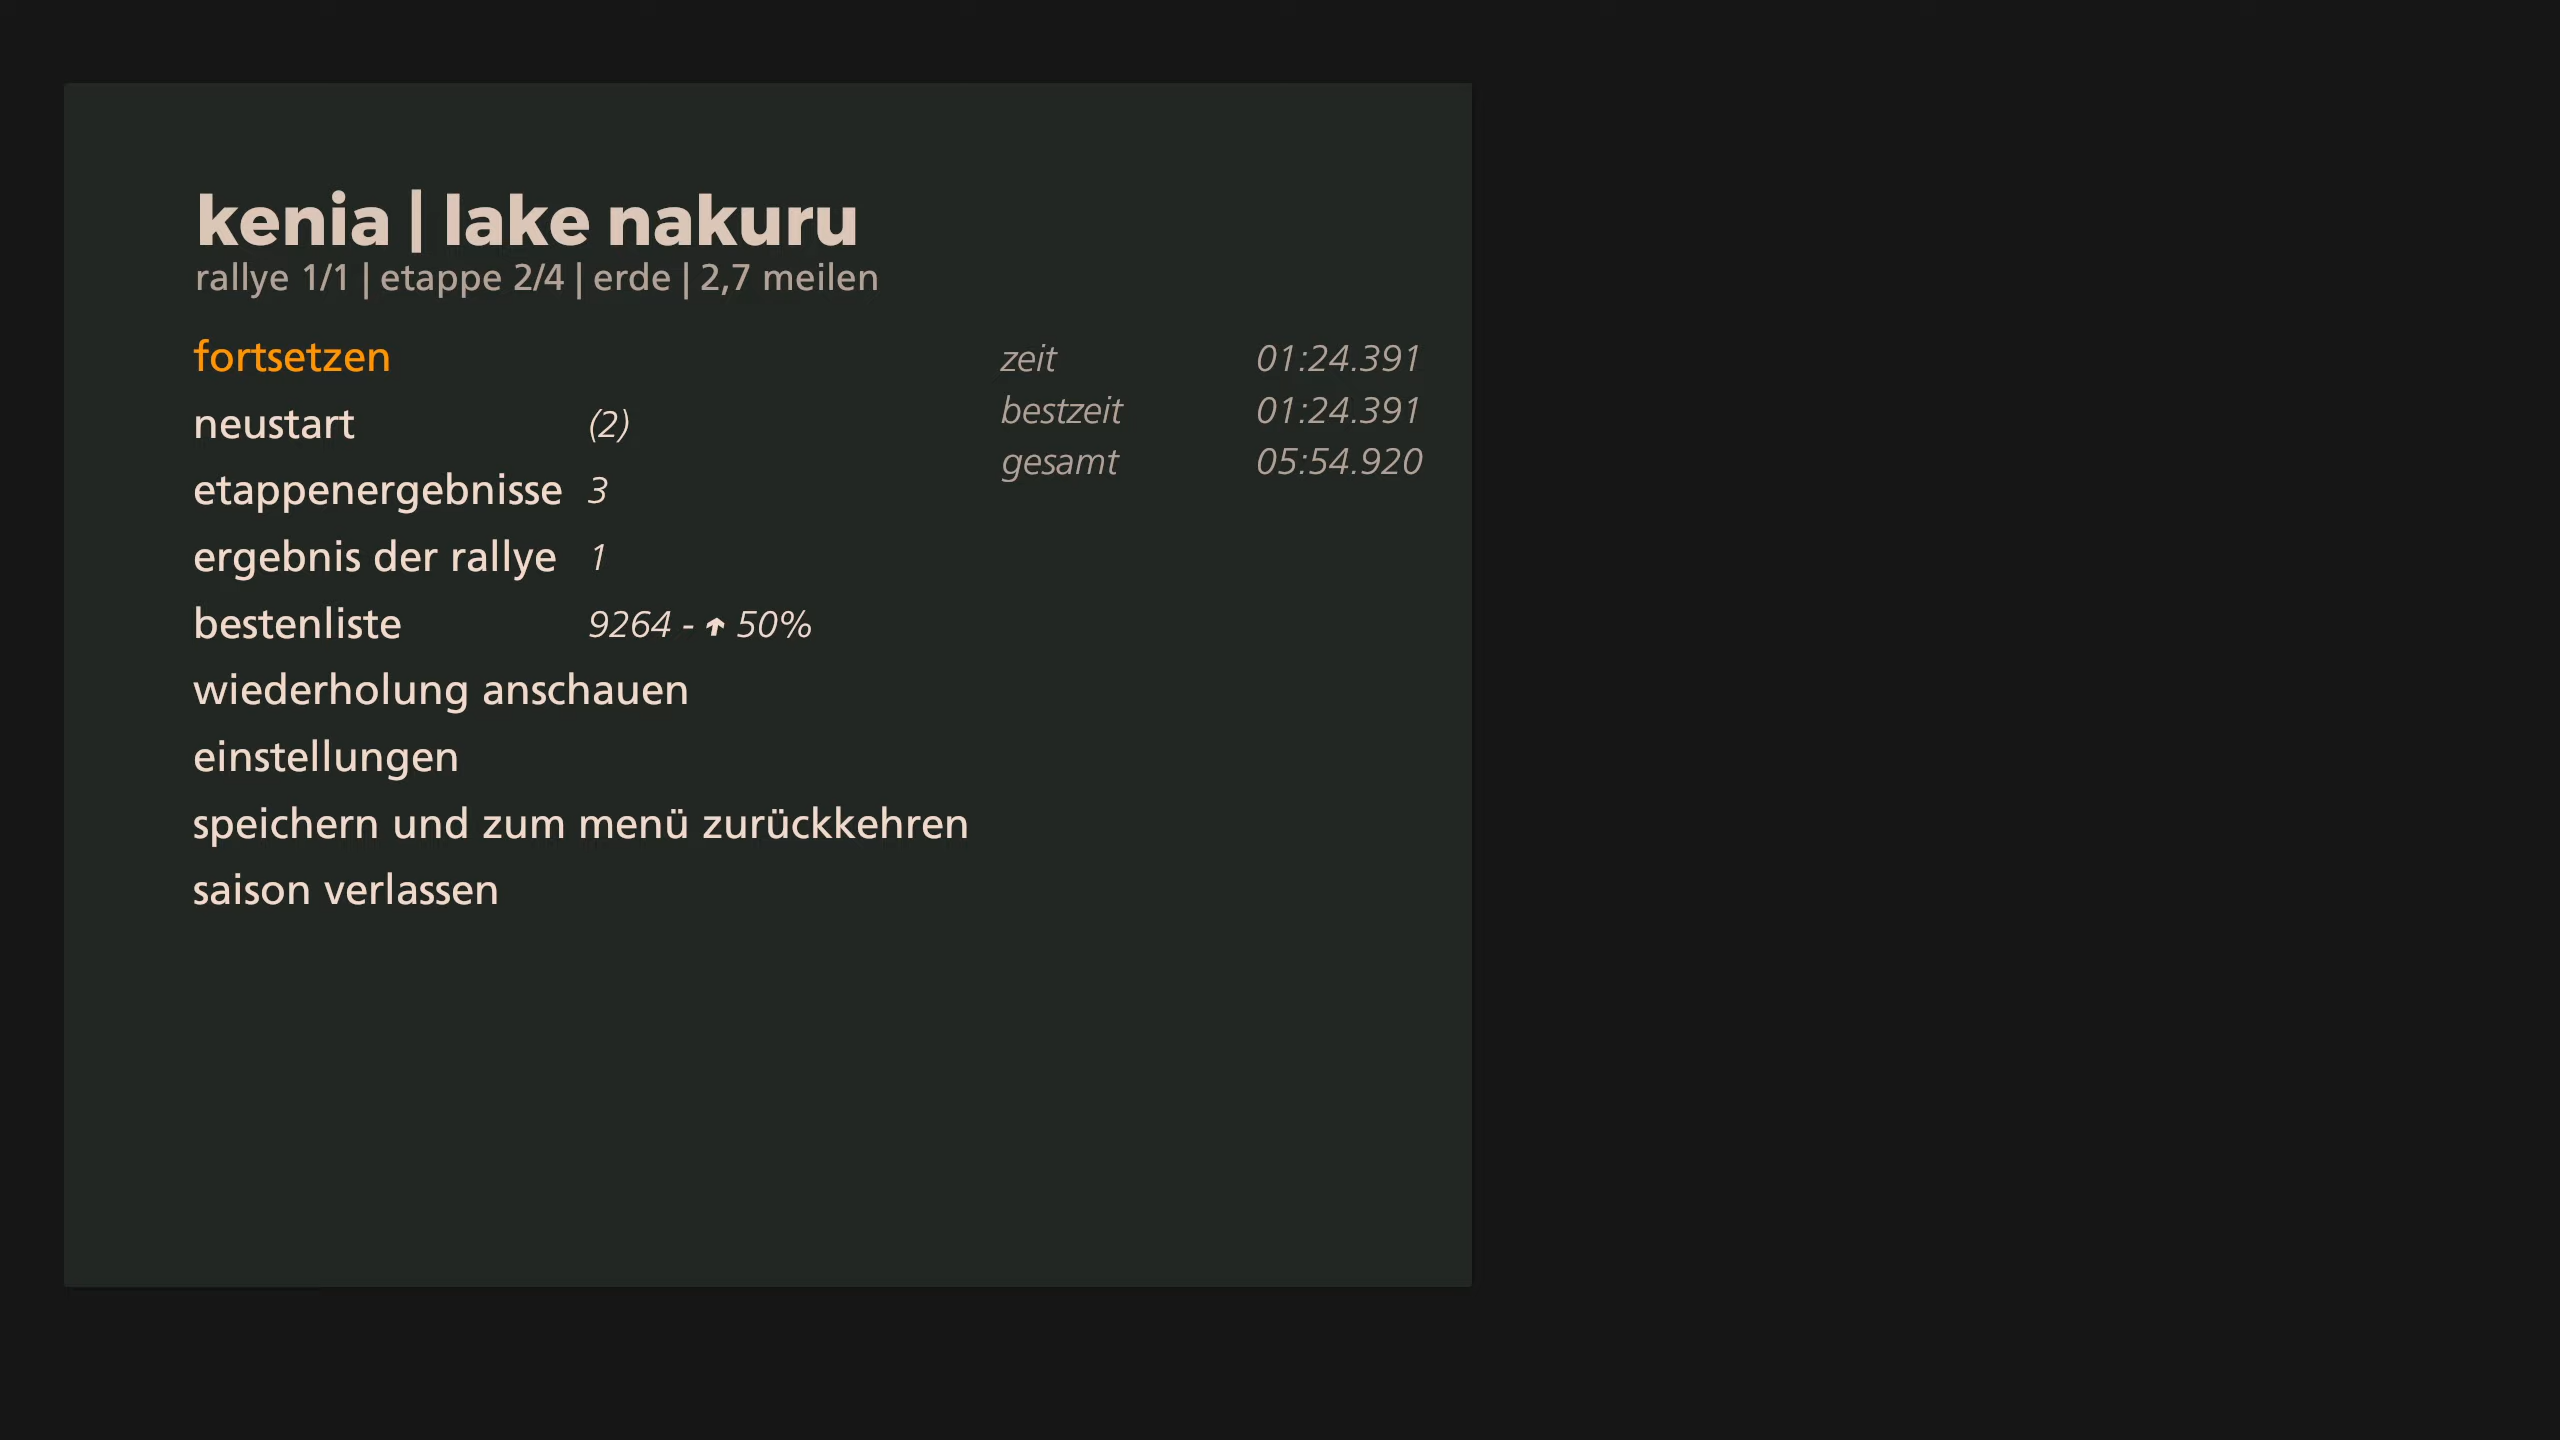 kenia | lake nakuru
rallye 1/1 | etappe 2/4 | erde | 2,7 meilen
fortsetzen
neustart (2)
etappenergebnisse 3
ergebnis der rallye 1
bestenliste 9264 - ↑ 50%
wiederholung anschauen
einstellungen
speichern und zum menü zurückkehren
saison verlassen
zeit 01:24.391
bestzeit 01:24.391
gesamt 05:54.920